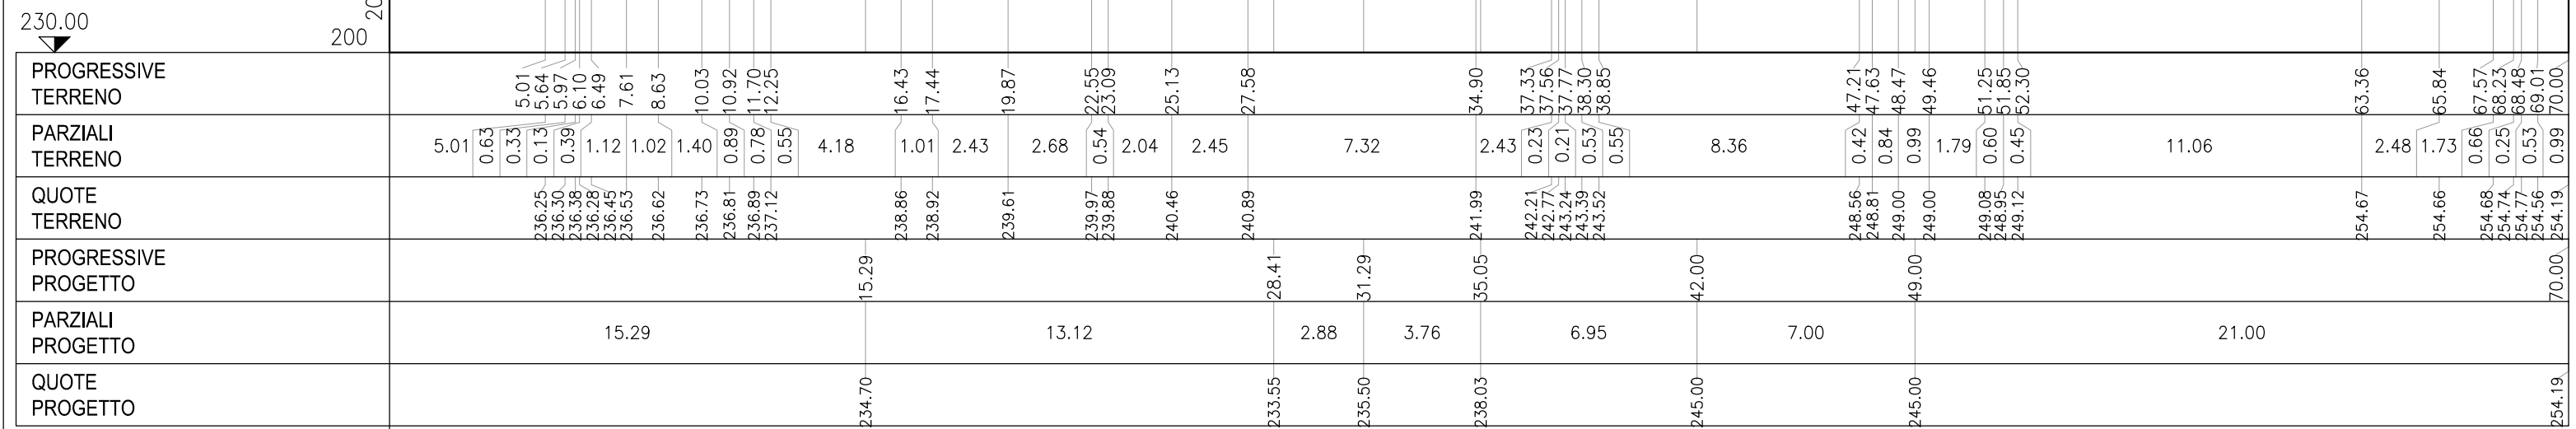 230.00
20
200
PROGRESSIVE
TERRENO
5.01 5.64 5.97 6.10 6.49 7.61 8.63 10.03 10.92 11.70 12.25 16.43 17.44 19.87 22.55 23.09 25.13 27.58 34.90 37.33 37.56 37.77 38.30 38.85 47.21 47.63 48.47 49.46 51.25 51.85 52.30 63.36 65.84 67.57 68.23 68.48 69.01 70.00
PARZIALI
TERRENO
5.01 0.63 0.33 0.13 0.39 1.12 1.02 1.40 0.89 0.78 0.55 4.18 1.01 2.43 2.68 0.54 2.04 2.45 7.32 2.43 0.23 0.21 0.53 0.55 8.36 0.42 0.84 0.99 1.79 0.60 0.45 11.06 2.48 1.73 0.66 0.25 0.53 0.99
QUOTE
TERRENO
236.25 236.30 236.38 236.28 236.45 236.53 236.62 236.73 236.81 236.89 237.12 238.86 238.92 239.61 239.97 239.88 240.46 240.89 241.99 242.21 242.77 243.24 243.39 243.52 248.56 248.81 249.00 249.00 249.08 248.95 249.12 254.67 254.66 254.68 254.74 254.77 254.56 254.19
PROGRESSIVE
PROGETTO
15.29 28.41 31.29 35.05 42.00 49.00 70.00
PARZIALI
PROGETTO
15.29 13.12 2.88 3.76 6.95 7.00 21.00
QUOTE
PROGETTO
234.70 233.55 235.50 238.03 245.00 245.00 254.19